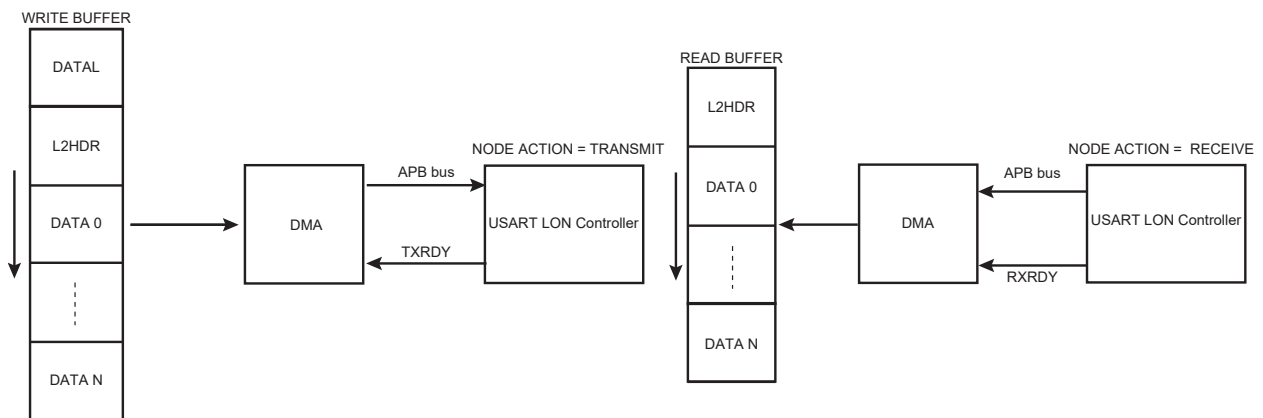 WRITE BUFFER
DATAL
L2HDR
DATA 0
DATA N
DMA
APB bus
TXRDY
NODE ACTION = TRANSMIT
USART LON Controller
READ BUFFER
L2HDR
DATA 0
DATA N
DMA
APB bus
RXRDY
NODE ACTION = RECEIVE
USART LON Controller